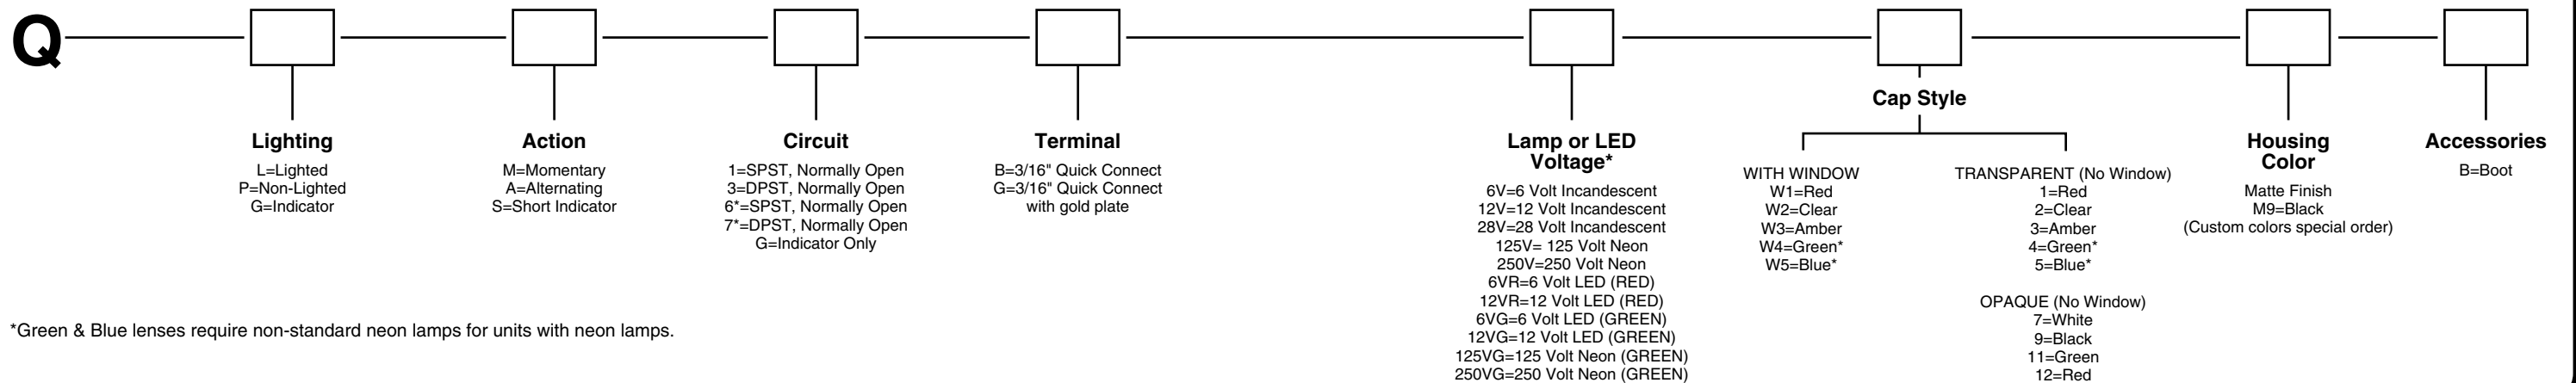 Q
Lighting
L=Lighted
P=Non-Lighted
G=Indicator
Action
M=Momentary
A=Alternating
S=Short Indicator
Circuit
1=SPST, Normally Open
3=DPST, Normally Open
6*=SPST, Normally Open
7*=DPST, Normally Open
G=Indicator Only
Terminal
B=3/16" Quick Connect
G=3/16" Quick Connect
with gold plate
Lamp or LED
Voltage*
6V=6 Volt Incandescent
12V=12 Volt Incandescent
28V=28 Volt Incandescent
125V= 125 Volt Neon
250V=250 Volt Neon
6VR=6 Volt LED (RED)
12VR=12 Volt LED (RED)
6VG=6 Volt LED (GREEN)
12VG=12 Volt LED (GREEN)
125VG=125 Volt Neon (GREEN)
250VG=250 Volt Neon (GREEN)
Cap Style
WITH WINDOW
W1=Red
W2=Clear
W3=Amber
W4=Green*
W5=Blue*
TRANSPARENT (No Window)
1=Red
2=Clear
3=Amber
4=Green*
5=Blue*
OPAQUE (No Window)
7=White
9=Black
11=Green
12=Red
Housing
Color
Matte Finish
M9=Black
(Custom colors special order)
Accessories
B=Boot
*Green & Blue lenses require non-standard neon lamps for units with neon lamps.